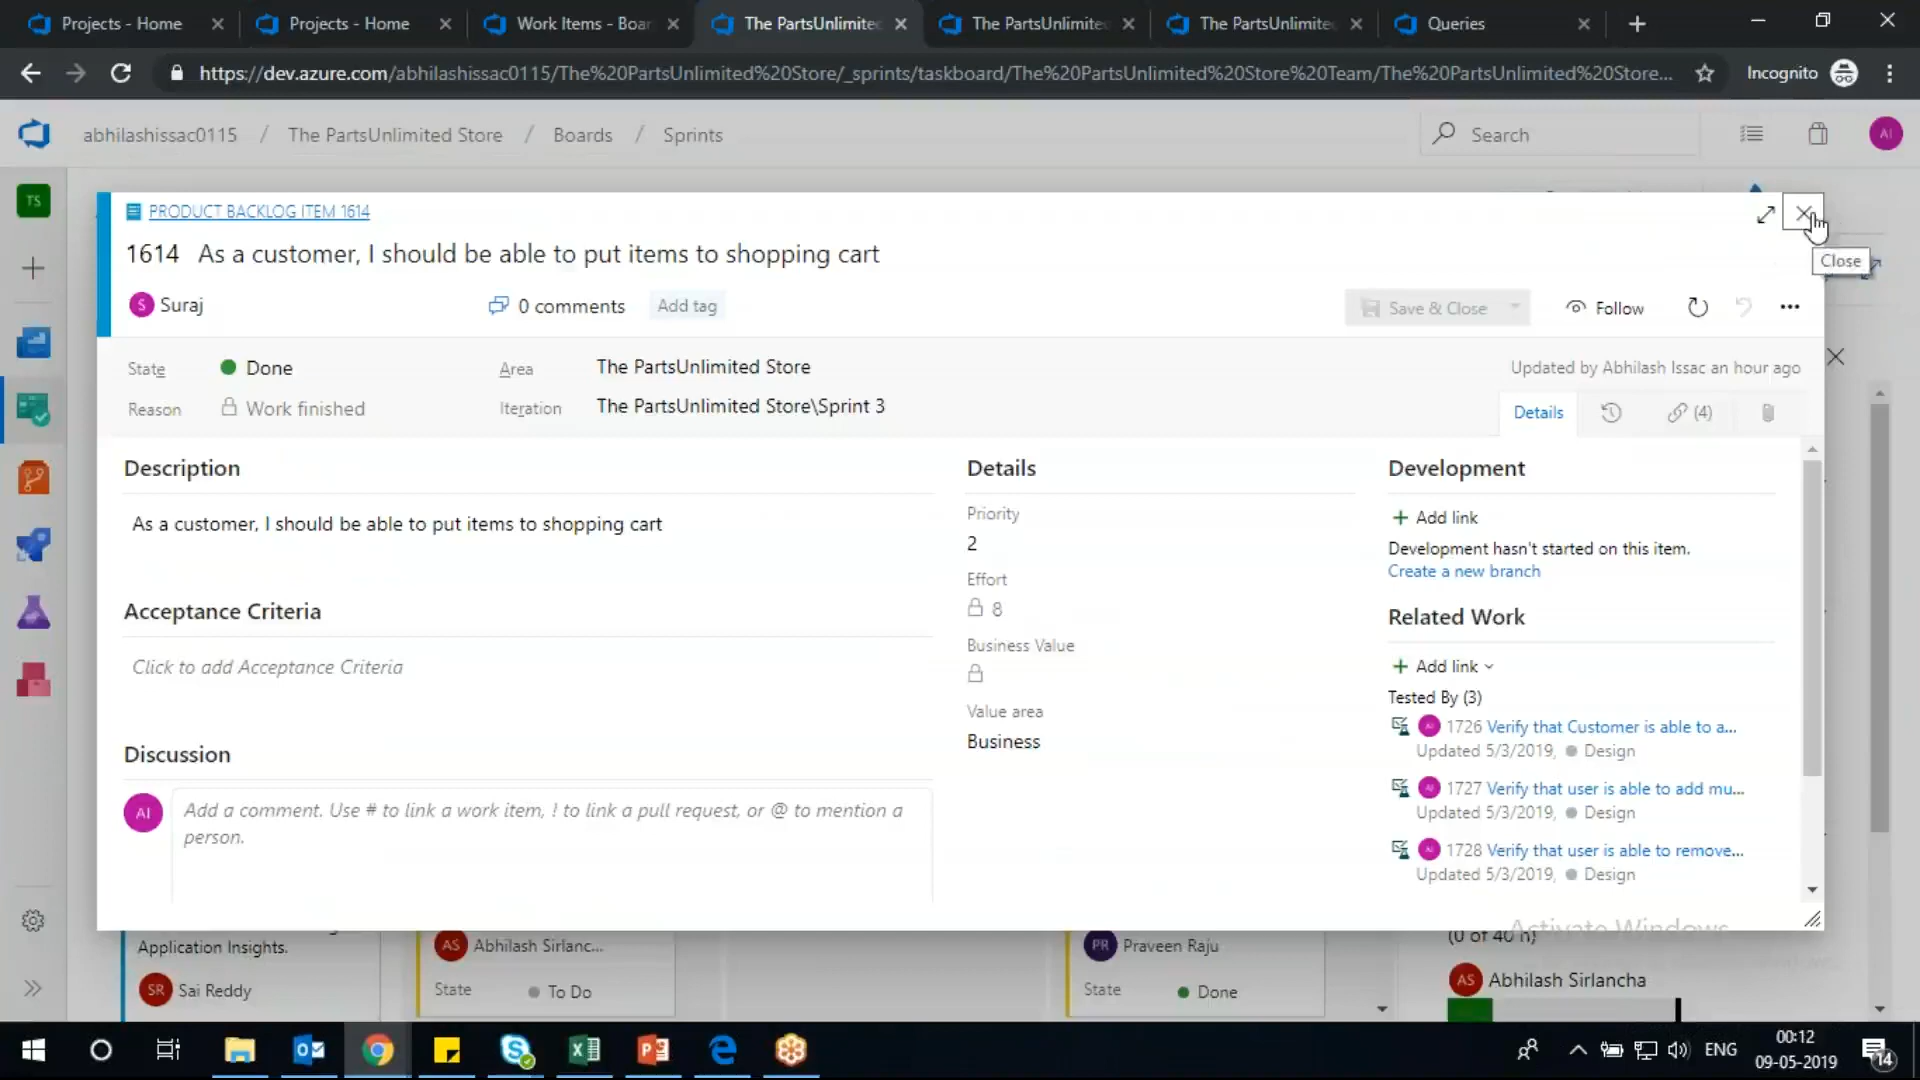 Projects - Home
Projects - Home
Work Items - Boar
The PartsUnlimited
The PartsUnlimite
The PartsUnlimite
Queries
https://dev.azure.com/abhilashissac0115/The%20PartsUnlimited%20Store/_sprints/taskboard/The%20PartsUnlimited%20Store%20Team/The%20PartsUnlimited%20Store...
Incognito
abhilashissac0115 / The PartsUnlimited Store / Boards / Sprints
Search
AI
TS
PRODUCT BACKLOG ITEM 1614
1614 As a customer, I should be able to put items to shopping cart
Close
S Suraj
0 comments
Add tag
Save & Close
Follow
State
Done
Area
The PartsUnlimited Store
Updated by Abhilash Issac an hour ago
Reason
Work finished
Iteration
The PartsUnlimited Store\Sprint 3
Details
(4)
Description
As a customer, I should be able to put items to shopping cart
Acceptance Criteria
Click to add Acceptance Criteria
Discussion
AI
Add a comment. Use # to link a work item, ! to link a pull request, or @ to mention a
person.
Details
Priority
2
Effort
8
Business Value
Value area
Business
Development
+ Add link
Development hasn't started on this item.
Create a new branch
Related Work
+ Add link
Tested By (3)
1726 Verify that Customer is able to a...
Updated 5/3/2019, Design
1727 Verify that user is able to add mu...
Updated 5/3/2019, Design
1728 Verify that user is able to remove...
Updated 5/3/2019, Design
Activate Windows
Application Insights.
SR Sai Reddy
AS Abhilash Sirlanc...
State
To Do
PR Praveen Raju
State
Done
(0 of 40 h)
AS Abhilash Sirlancha
ENG
00:12
09-05-2019
14